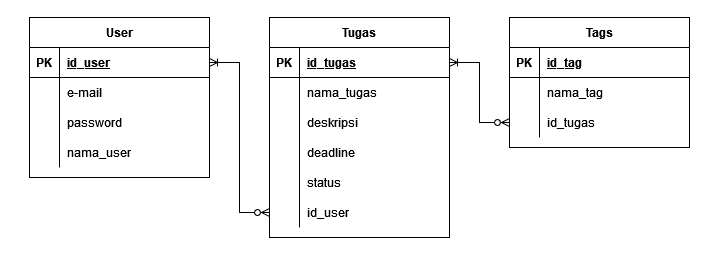 User
PK id_user
e-mail
password
nama_user
Tugas
PK id_tugas
nama_tugas
deskripsi
deadline
status
id_user
Tags
PK id_tag
nama_tag
id_tugas